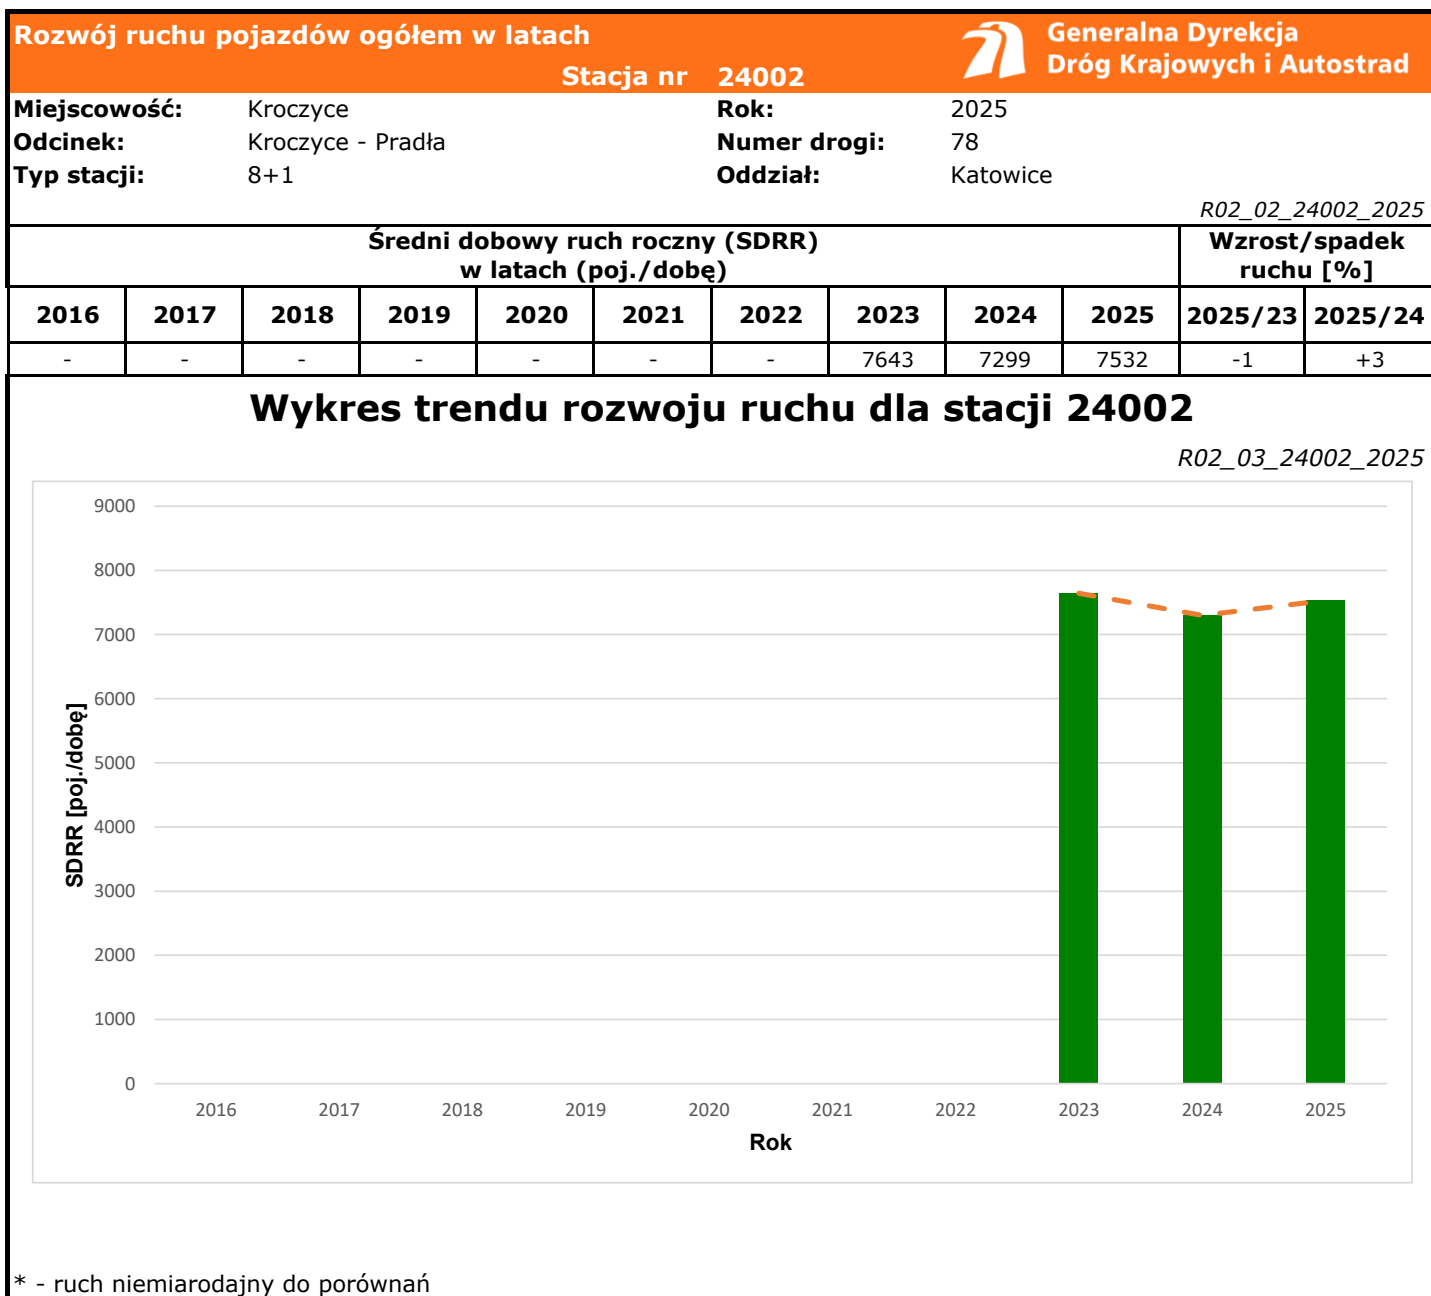 Rozwój ruchu pojazdów ogółem w latach
Generalna Dyrekcja
Dróg Krajowych i Autostrad
Stacja nr 24002
Miejscowość: Kroczyce Rok: 2025
Odcinek: Kroczyce - Pradła Numer drogi: 78
Typ stacji: 8+1 Oddział: Katowice
R02_02_24002_2025
Średni dobowy ruch roczny (SDRR) Wzrost/spadek
w latach (poj./dobę) ruchu [%]
2016 2017 2018 2019 2020 2021 2022 2023 2024 2025 2025/23 2025/24
- - - - - - - 7643 7299 7532 -1 +3
Wykres trendu rozwoju ruchu dla stacji 24002
R02_03_24002_2025
SDRR [poj./dobę]
9000
8000
7000
6000
5000
4000
3000
2000
1000
0
2016 2017 2018 2019 2020 2021 2022 2023 2024 2025
Rok
* - ruch niemiarodajny do porównań